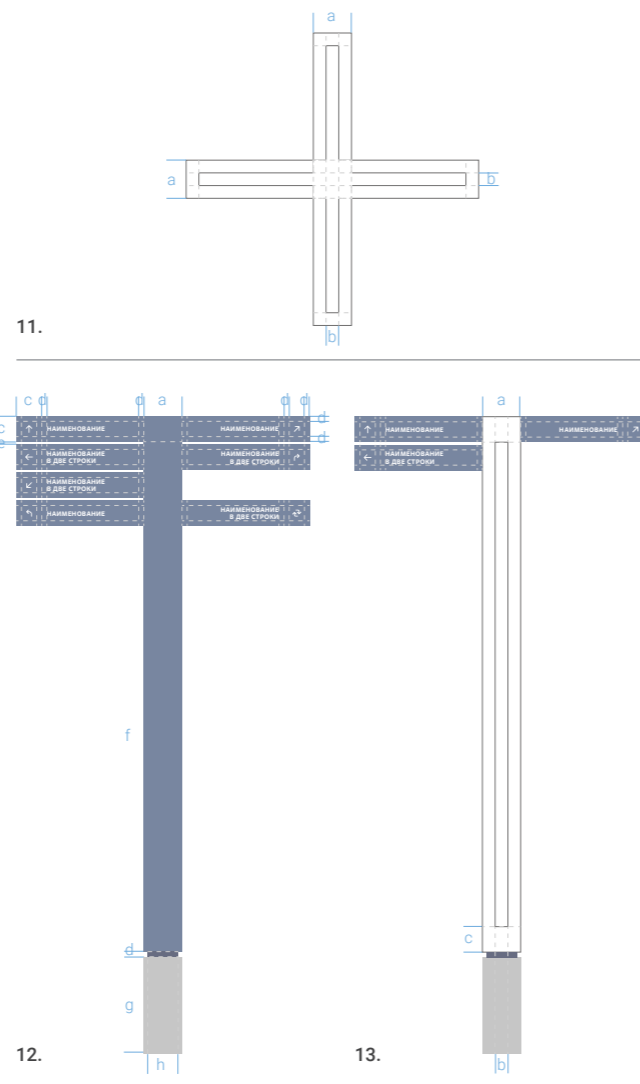 a
a
b
b
11.
c d d a d d
d
c
e
d
НАИМЕНОВАНИЕ
НАИМЕНОВАНИЕ
НАИМЕНОВАНИЕ
В ДВЕ СТРОКИ
НАИМЕНОВАНИЕ
В ДВЕ СТРОКИ
НАИМЕНОВАНИЕ
В ДВЕ СТРОКИ
НАИМЕНОВАНИЕ
НАИМЕНОВАНИЕ
В ДВЕ СТРОКИ
f
d
g
h
12.
a
НАИМЕНОВАНИЕ
НАИМЕНОВАНИЕ
НАИМЕНОВАНИЕ
В ДВЕ СТРОКИ
c
b
13.